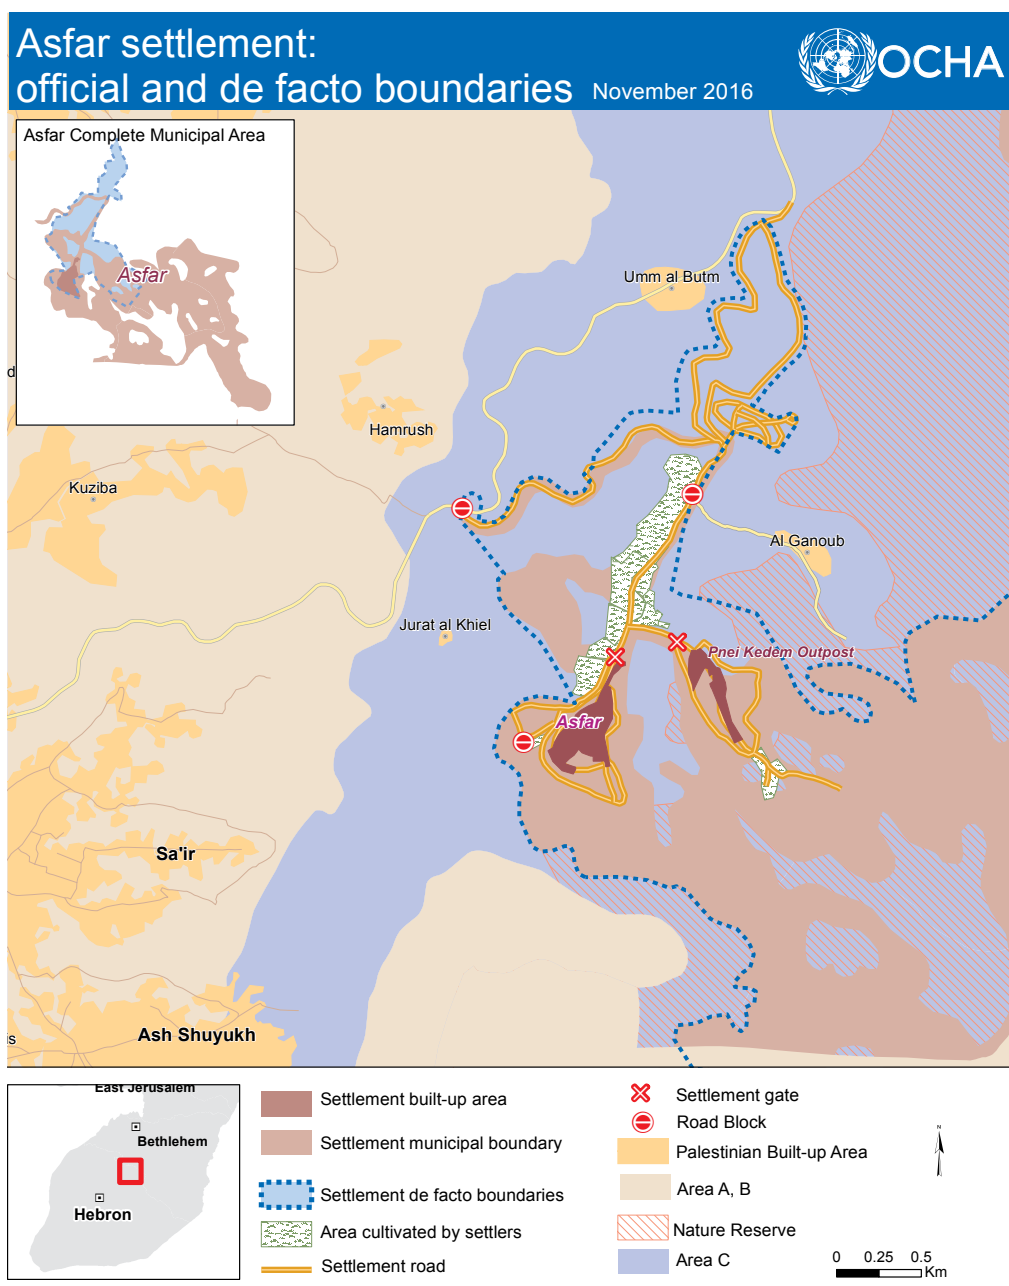 Asfar settlement:
official and de facto boundaries November 2016
OCHA
Asfar Complete Municipal Area
Asfar
Umm al Butm
d
Hamrush
Kuziba
Al Ganoub
Jurat al Khiel
Pnei Kedem Outpost
Asfar
Sa'ir
Ash Shuyukh
is
East Jerusalem
Bethlehem
Hebron
Settlement built-up area
Settlement municipal boundary
Settlement de facto boundaries
Area cultivated by settlers
Settlement road
Settlement gate
Road Block
Palestinian Built-up Area
Area A, B
Nature Reserve
Area C
N
0 0.25 0.5
Km